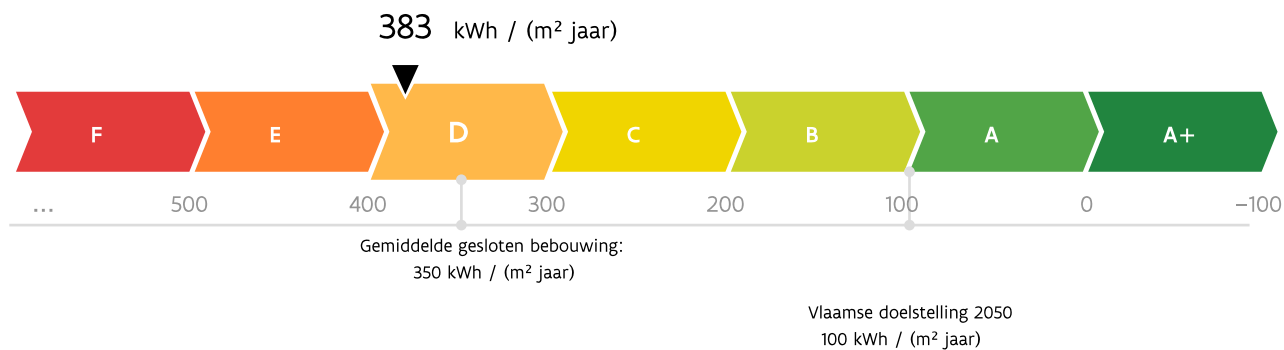 383 kWh / (m² jaar)
F E D C B A A+
... 500 400 300 200 100 0 −100
Gemiddelde gesloten bebouwing:
350 kWh / (m² jaar)
Vlaamse doelstelling 2050
100 kWh / (m² jaar)